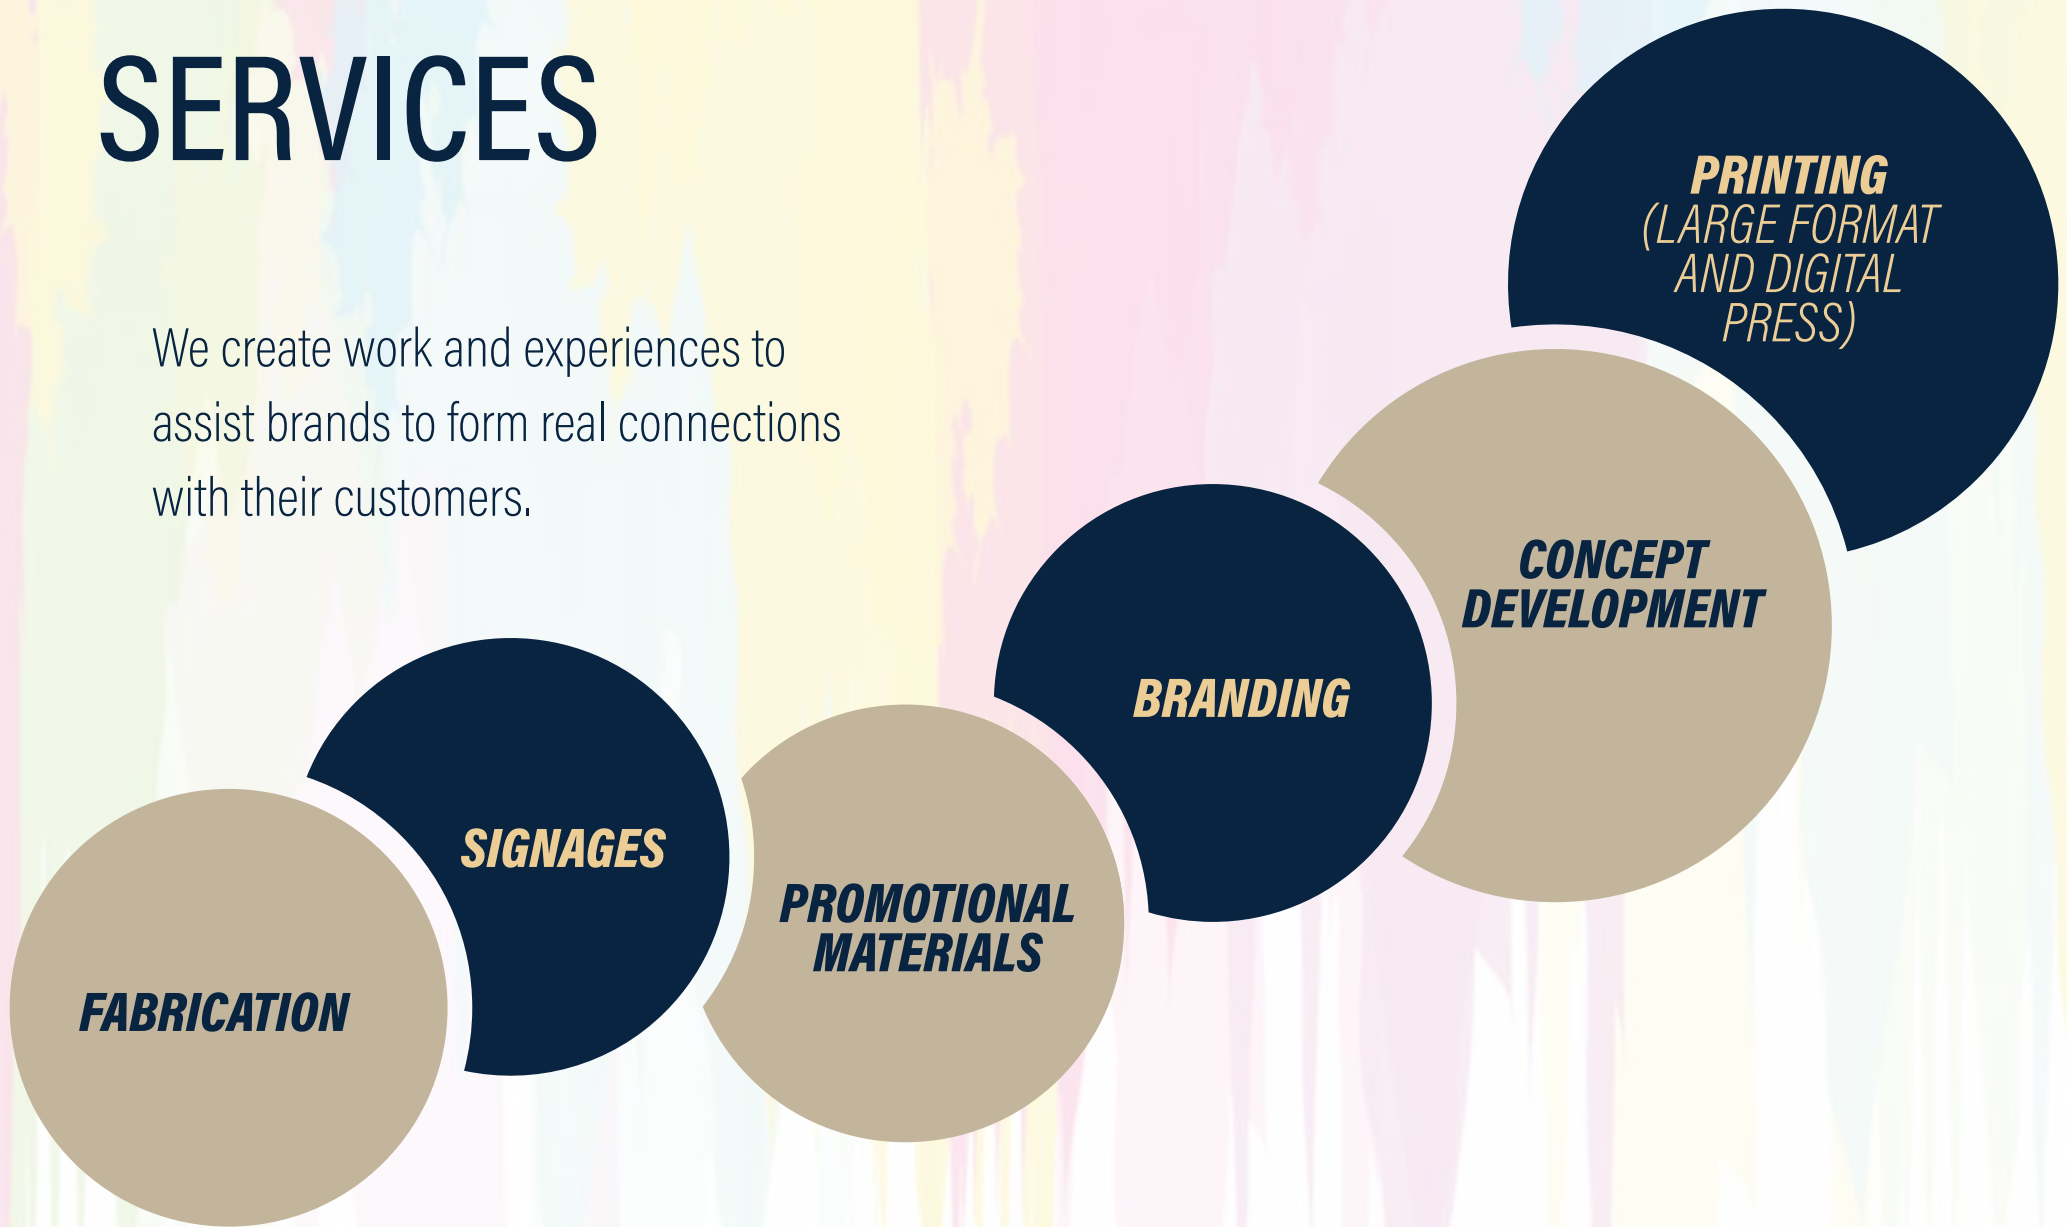 SERVICES
We create work and experiences to
assist brands to form real connections
with their customers.
PRINTING
(LARGE FORMAT
AND DIGITAL
PRESS)
CONCEPT
DEVELOPMENT
BRANDING
SIGNAGES
PROMOTIONAL
MATERIALS
FABRICATION